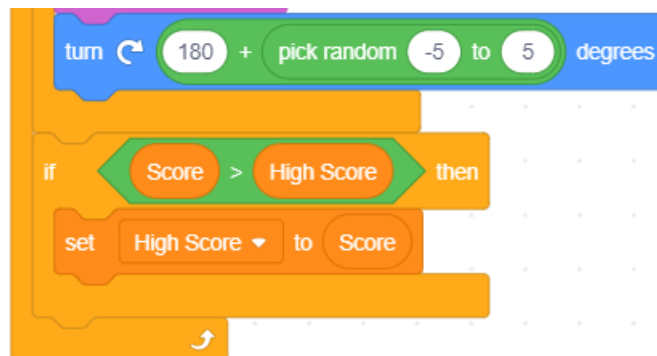 turn 180 + pick random -5 to 5 degrees
if Score > High Score then
set High Score to Score